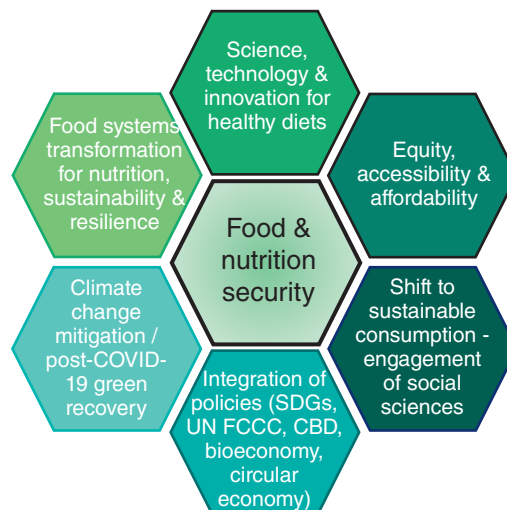 Science,
technology &
innovation for
healthy diets
Food systems
transformation
for nutrition,
sustainability &
resilience
Equity,
accessibility &
affordability
Food &
nutrition
security
Climate
change
mitigation /
post-COVID-
19 green
recovery
Shift to
sustainable
consumption -
engagement
of social
sciences
Integration of
policies (SDGs,
UN FCCC, CBD,
bioeconomy,
circular
economy)